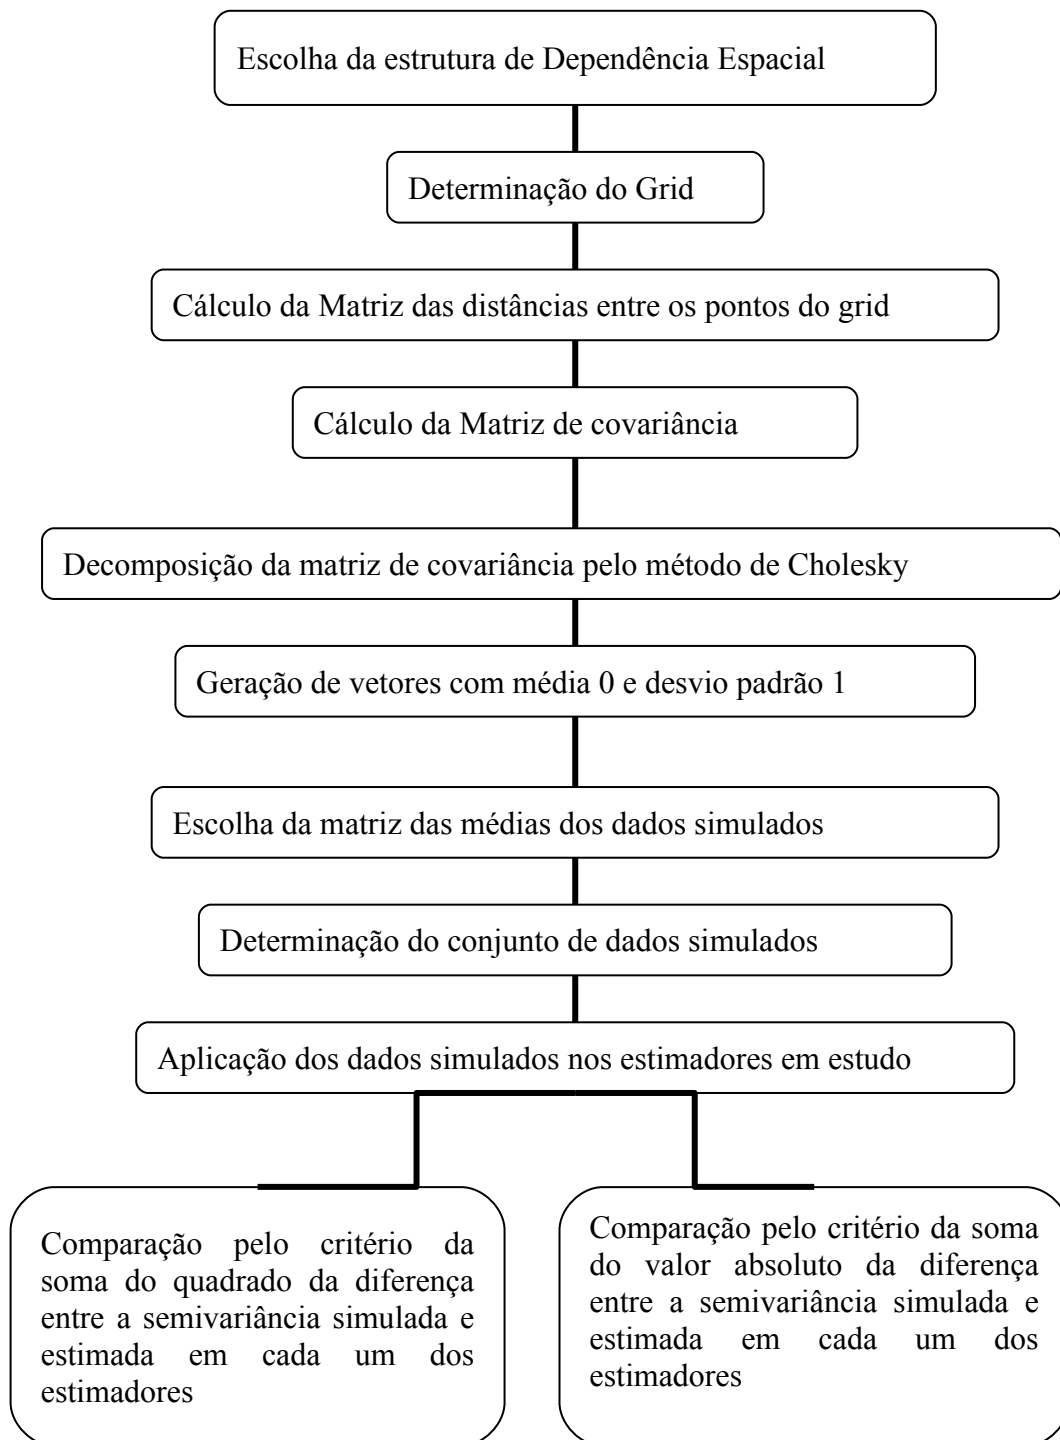 Escolha da estrutura de Dependência Espacial
Determinação do Grid
Cálculo da Matriz das distâncias entre os pontos do grid
Cálculo da Matriz de covariância
Decomposição da matriz de covariância pelo método de Cholesky
Geração de vetores com média 0 e desvio padrão 1
Escolha da matriz das médias dos dados simulados
Determinação do conjunto de dados simulados
Aplicação dos dados simulados nos estimadores em estudo
Comparação pelo critério da
soma do quadrado da diferença
entre a semivariância simulada e
estimada em cada um dos
estimadores
Comparação pelo critério da soma
do valor absoluto da diferença
entre a semivariância simulada e
estimada em cada um dos
estimadores